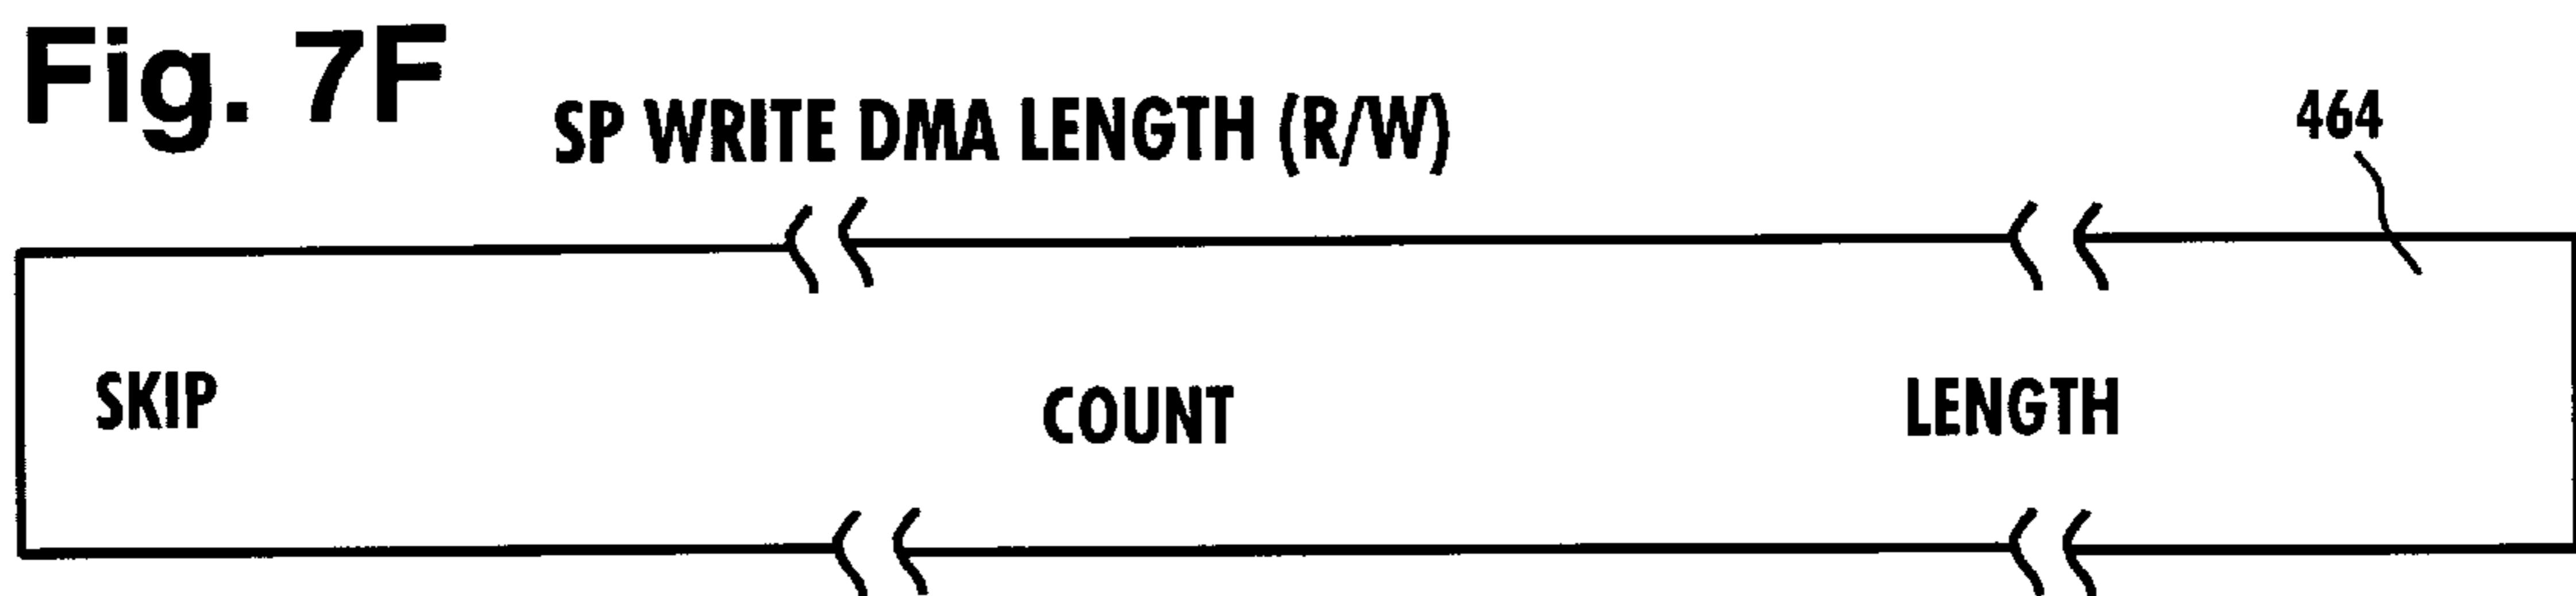 Fig. 7F
SP WRITE DMA LENGTH (R/W)
464
SKIP COUNT LENGTH